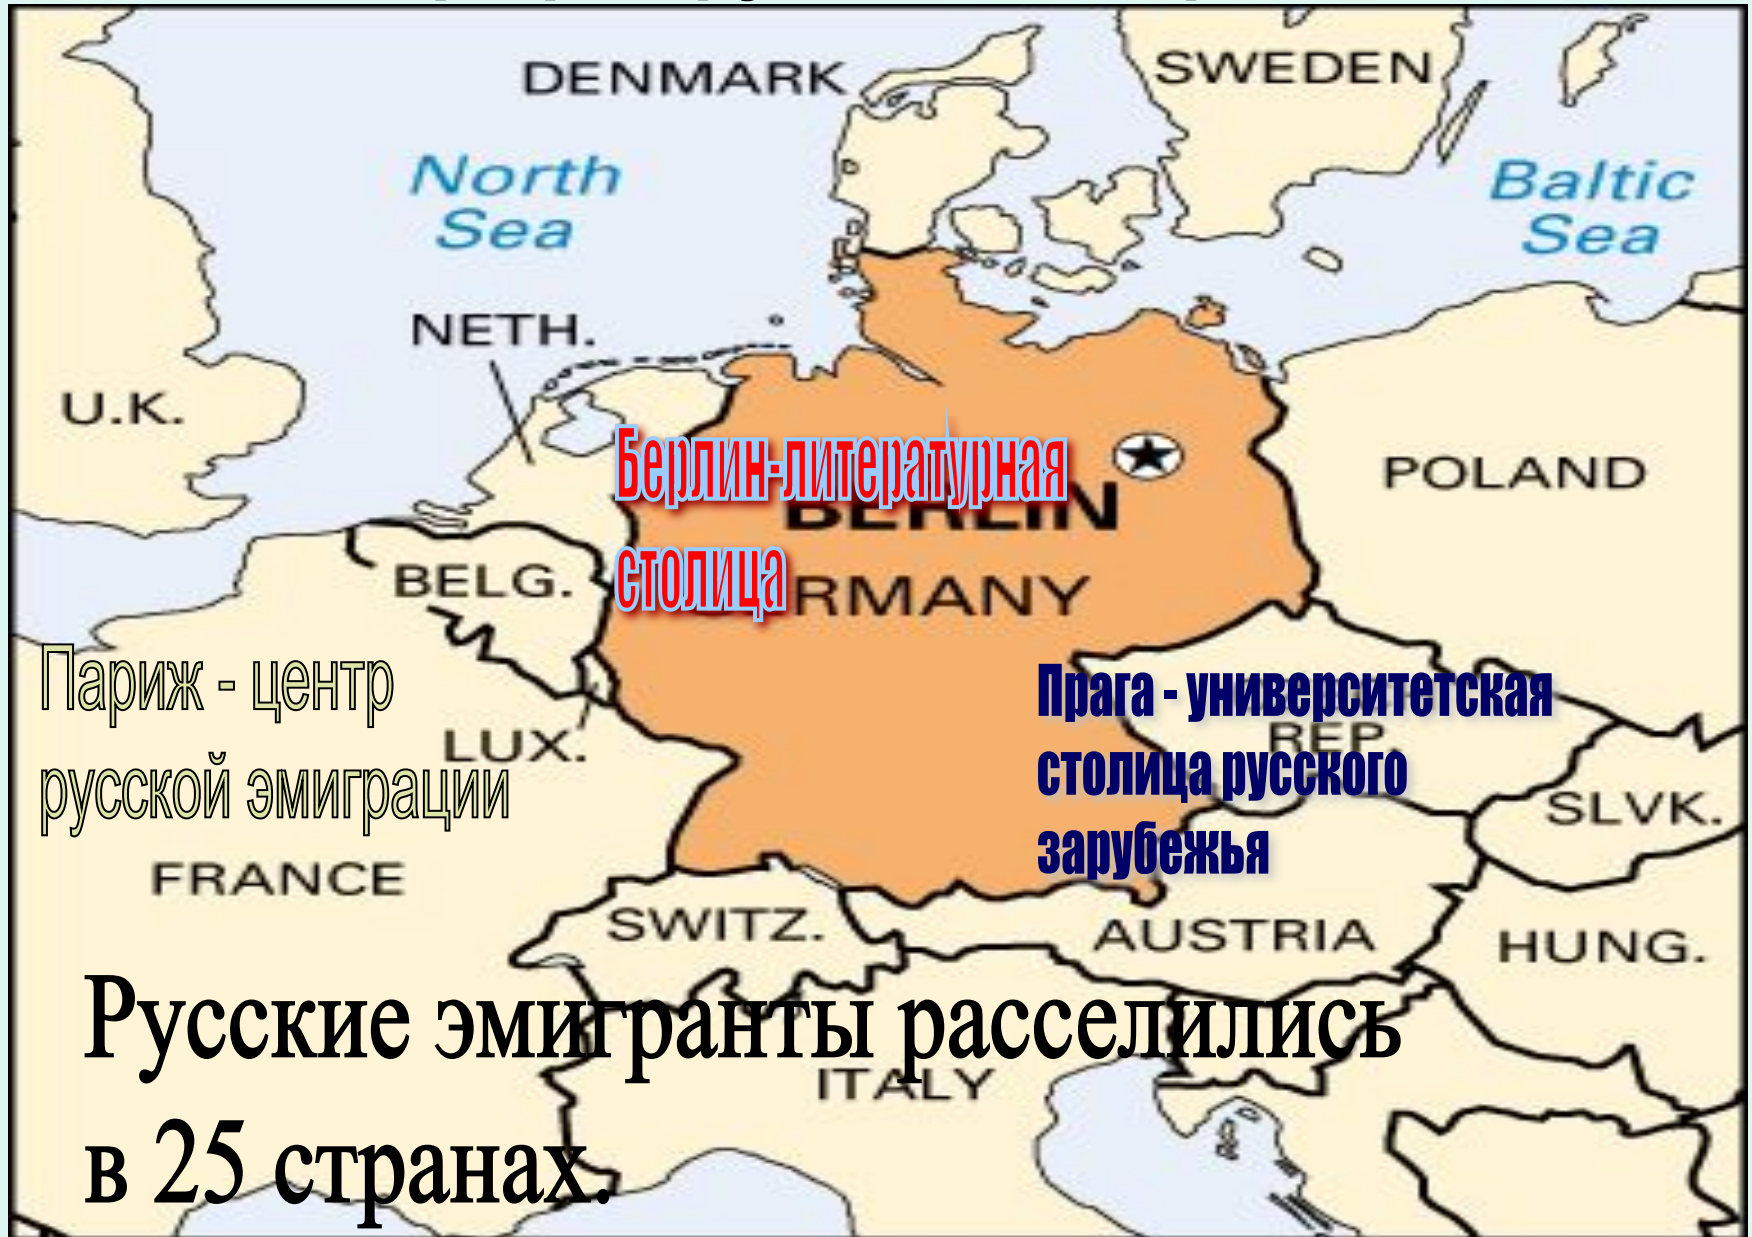 DENMARK
SWEDEN
North
Sea
Baltic
Sea
NETH.
U.K.
POLAND
Берлин-литературная
столица
BERLIN
RMANY
BELG.
Париж - центр
русской эмиграции
LUX.
Прага - университетская
столица русского
зарубежья
REP.
SLVK.
FRANCE
SWITZ.
AUSTRIA
HUNG.
Русские эмигранты расселились
в 25 странах.
ITALY